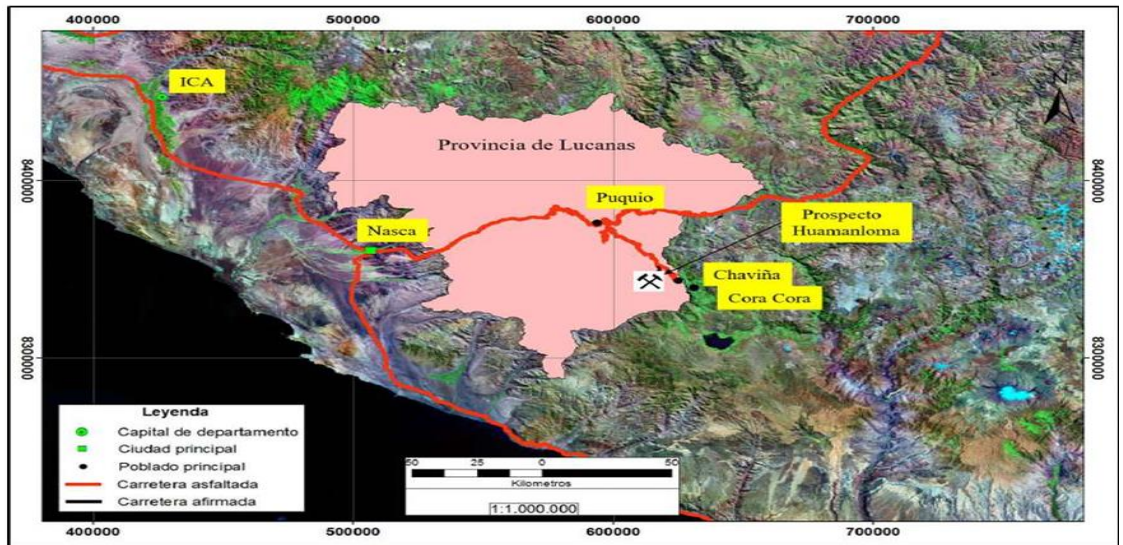 400000 500000 600000 700000
N
ICA
Provincia de Lucanas
8400000 8400000
Puquio
Prospecto
Huamanloma
Nasca
Chaviña
Cora Cora
8300000 8300000
Leyenda
Capital de departamento
Ciudad principal
Poblado principal
Carretera asfaltada
Carretera afirmada
50 25 0 50
Kilometros
1:1.000.000
400000 500000 600000 700000